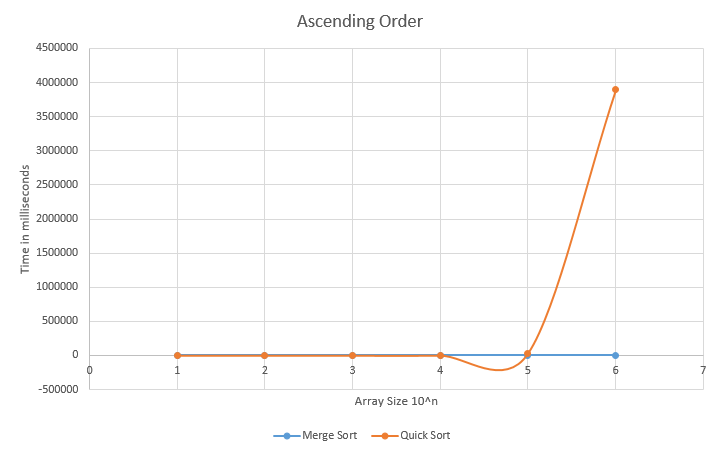 Ascending Order
4500000
4000000
3500000
3000000
2500000
2000000
1500000
1000000
500000
0
-500000
Time in milliseconds
0 1 2 3 4 5 6 7
Array Size 10^n
Merge Sort Quick Sort